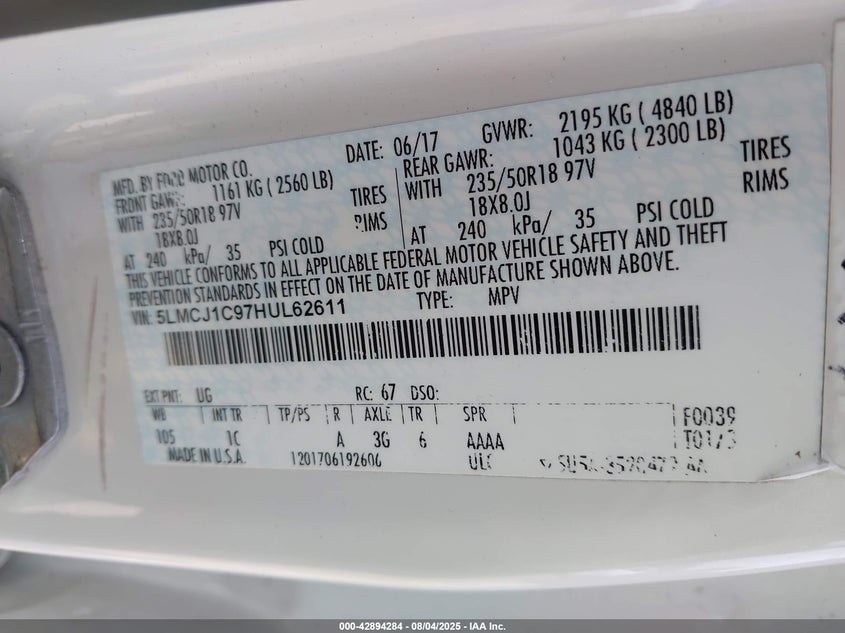 MFD. BY FORD MOTOR CO.
DATE: 06/17 GVWR: 2195 KG ( 4840 LB)
FRONT GAWR: 1161 KG ( 2560 LB)
REAR GAWR: 1043 KG ( 2300 LB)
WITH 235/50R18 97V TIRES
WITH 235/50R18 97V TIRES
18X8.0J RIMS
18X8.0J RIMS
AT 240 kPa/ 35 PSI COLD
AT 240 kPa/ 35 PSI COLD
THIS VEHICLE CONFORMS TO ALL APPLICABLE FEDERAL MOTOR VEHICLE SAFETY AND THEFT
PREVENTION STANDARDS IN EFFECT ON THE DATE OF MANUFACTURE SHOWN ABOVE.
VIN: 5LMCJ1C97HUL62611 TYPE: MPV
EXT PNT: UG RC: 67 DSO:
WB INT TR TP/PS R AXLE TR SPR F0039
105 1C A 3G 6 AAAA
MADE IN U.S.A. 1201706192606
000-42894284 - 08/04/2025 - IAA Inc.